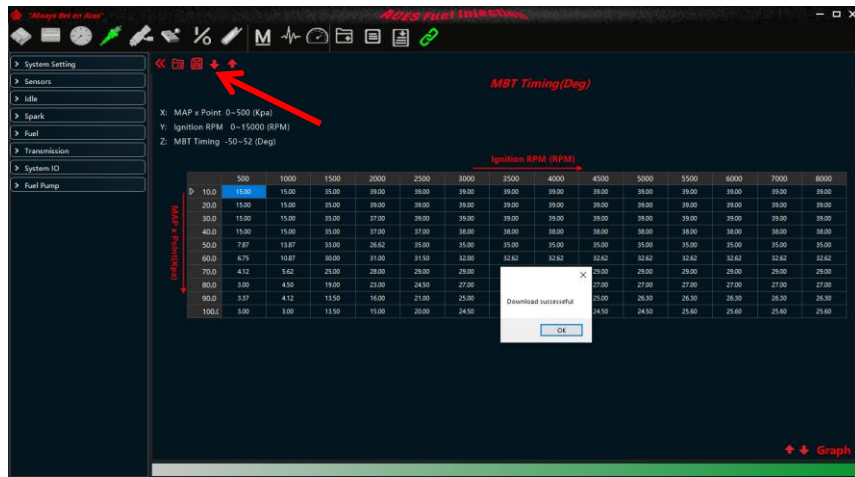 "Always Bet on Aces"
ACES Fuel Injection
M
System Setting
Sensors
Idle
Spark
Fuel
Transmission
System IO
Fuel Pump
MBT Timing(Deg)
X: MAP x Point 0~500 (Kpa)
Y: Ignition RPM 0~15000 (RPM)
Z: MBT Timing -50~52 (Deg)
Ignition RPM (RPM)
MAP x Point(Kpa)
500 1000 1500 2000 2500 3000 3500 4000 4500 5000 5500 6000 7000 8000
10.0 15.00 15.00 35.00 39.00 39.00 39.00 39.00 39.00 39.00 39.00 39.00 39.00 39.00 39.00
20.0 15.00 15.00 35.00 39.00 39.00 39.00 39.00 39.00 39.00 39.00 39.00 39.00 39.00 39.00
30.0 15.00 15.00 35.00 37.00 39.00 39.00 39.00 39.00 39.00 39.00 39.00 39.00 39.00 39.00
40.0 15.00 15.00 35.00 37.00 37.00 38.00 38.00 38.00 38.00 38.00 38.00 38.00 38.00 38.00
50.0 7.87 13.87 33.00 26.62 35.00 35.00 35.00 35.00 35.00 35.00 35.00 35.00 35.00 35.00
60.0 6.75 10.87 30.00 31.00 31.50 32.00 32.62 32.62 32.62 32.62 32.62 32.62 32.62 32.62
70.0 4.12 5.62 25.00 28.00 29.00 29.00 29.00 29.00 29.00 29.00 29.00 29.00
80.0 3.00 4.50 19.00 23.00 24.50 27.00 27.00 27.00 27.00 27.00 27.00 27.00
90.0 3.37 4.12 13.50 16.00 21.00 25.00 25.00 26.30 26.30 26.30 26.30 26.30
100.( 3.00 3.00 13.50 15.00 20.00 24.50 24.50 24.50 25.60 25.60 25.60 25.60
Download successeful
OK
Graph